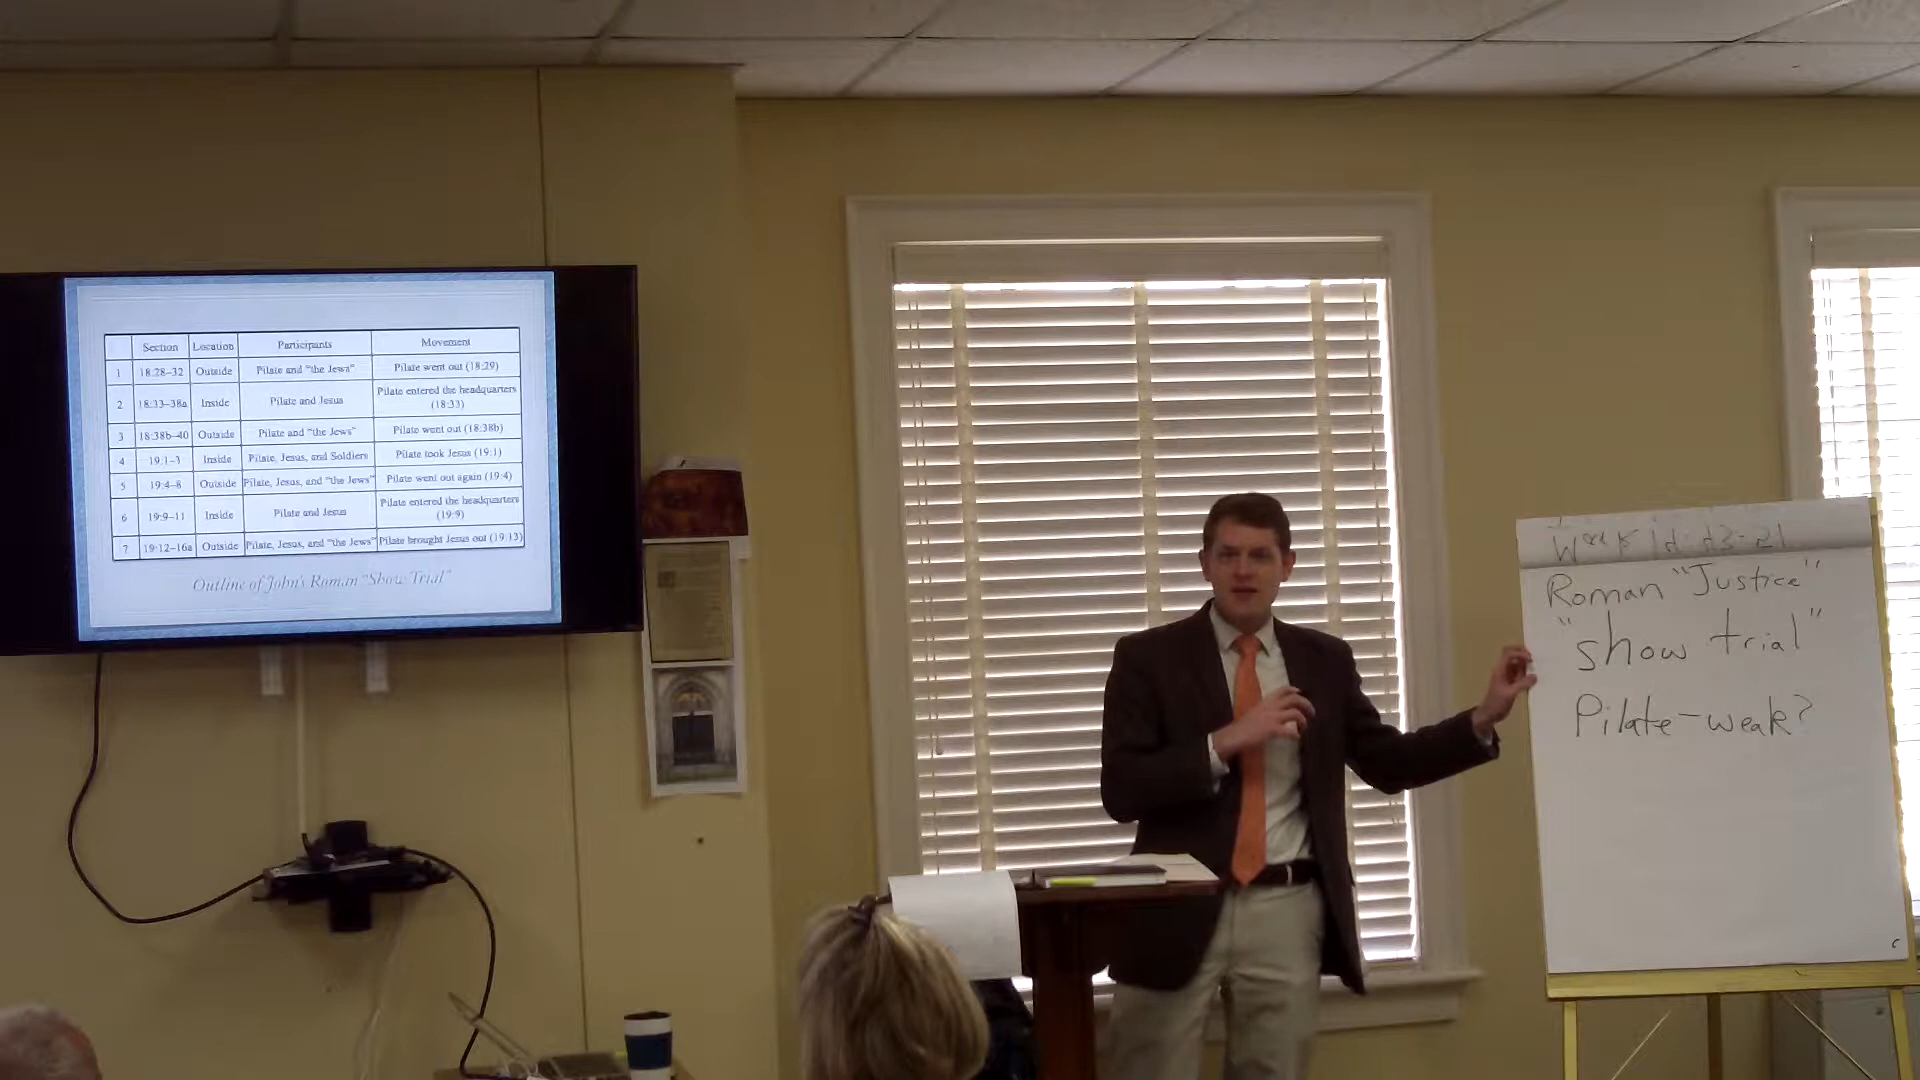 Section Location Participants Movement
1 18:28–32 Outside Pilate and "the Jews" Pilate went out (18:29)
2 18:33–38a Inside Pilate and Jesus Pilate entered the headquarters (18:33)
3 18:38b–40 Outside Pilate and "the Jews" Pilate went out (18:38b)
4 19:1–3 Inside Pilate, Jesus, and Soldiers Pilate took Jesus (19:1)
5 19:4–8 Outside Pilate, Jesus, and "the Jews" Pilate went out again (19:4)
6 19:9–11 Inside Pilate and Jesus Pilate entered the headquarters (19:9)
7 19:12–16a Outside Pilate, Jesus, and "the Jews" Pilate brought Jesus out (19:13)
Outline of John's Roman "Show Trial"
Week
Roman "Justice"
"show trial"
Pilate-weak?